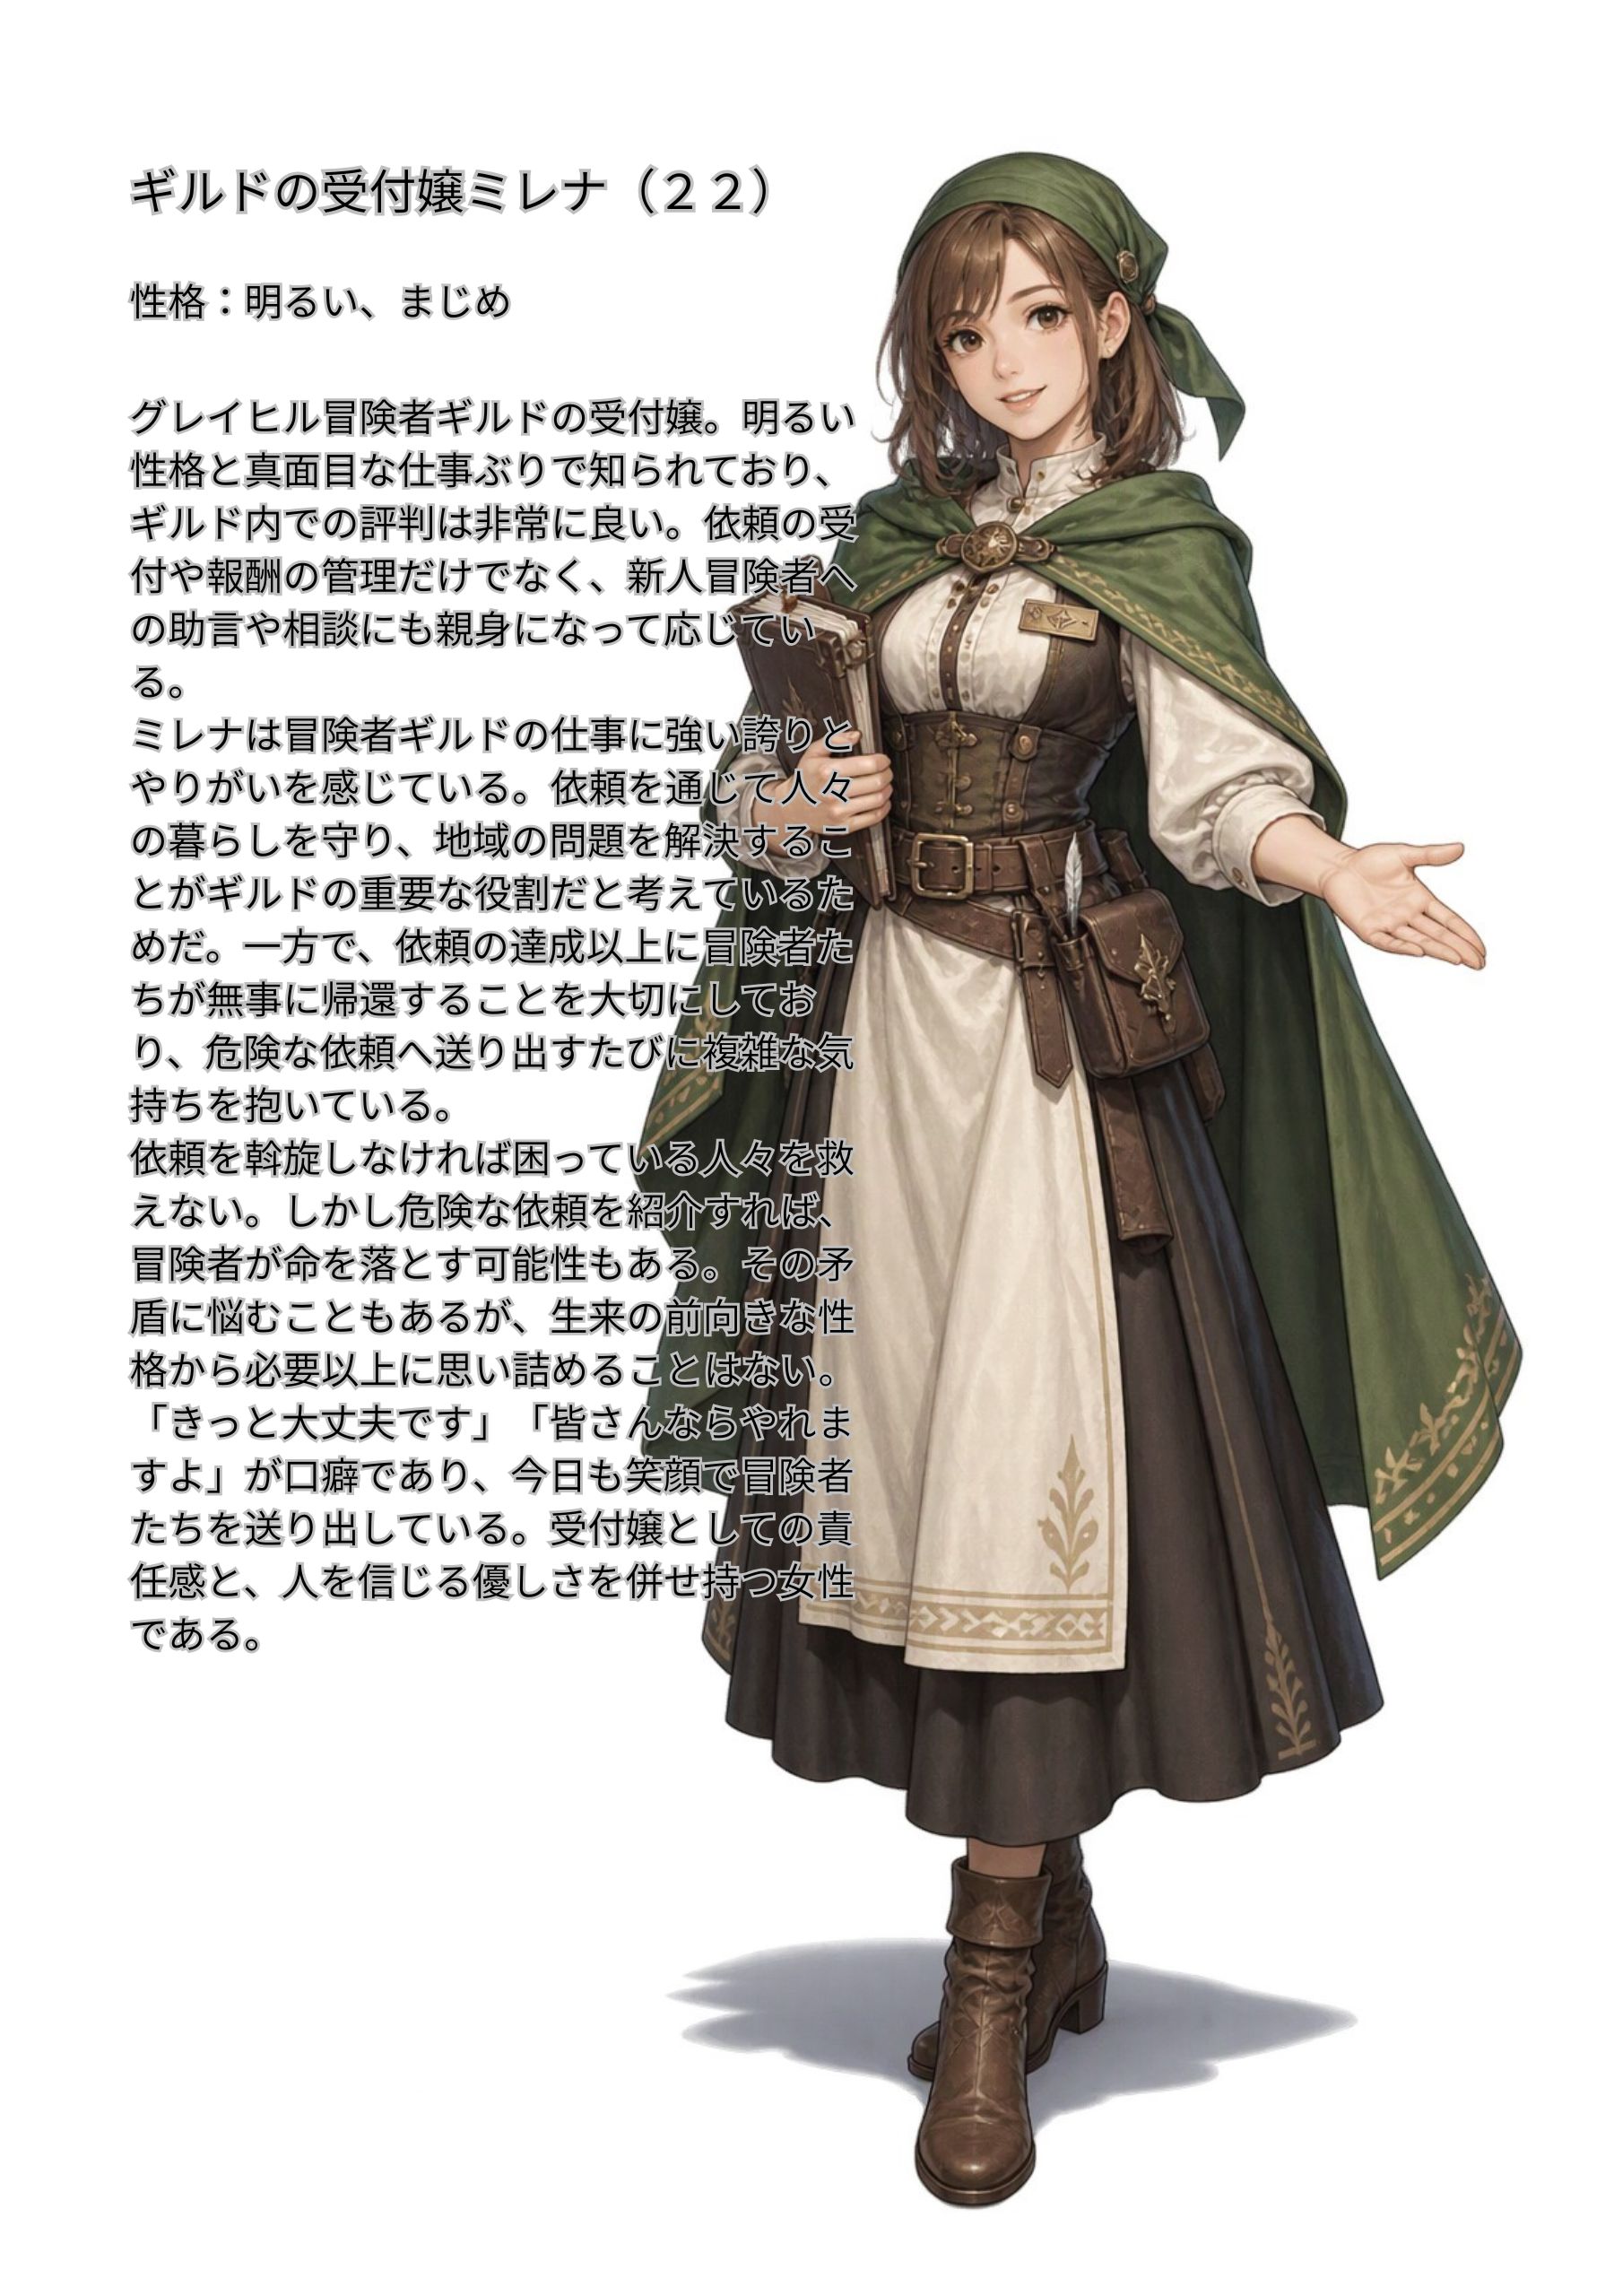 ギルドの受付嬢ミレナ（２２）
性格：明るい、まじめ
グレイヒル冒険者ギルドの受付嬢。明るい
性格と真面目な仕事ぶりで知られており、
ギルド内での評判は非常に良い。依頼の受
付や報酬の管理だけでなく、新人冒険者へ
の助言や相談にも親身になって応じてい
る。
ミレナは冒険者ギルドの仕事に強い誇りと
やりがいを感じている。依頼を通じて人々
の暮らしを守り、地域の問題を解決するこ
とがギルドの重要な役割だと考えているた
めだ。一方で、依頼の達成以上に冒険者た
ちが無事に帰還することを大切にしてお
り、危険な依頼へ送り出すたびに複雑な気
持ちを抱いている。
依頼を斡旋しなければ困っている人々を救
えない。しかし危険な依頼を紹介すれば、
冒険者が命を落とす可能性もある。その矛
盾に悩むこともあるが、生来の前向きな性
格から必要以上に思い詰めることはない。
「きっと大丈夫です」「皆さんならやれま
すよ」が口癖であり、今日も笑顔で冒険者
たちを送り出している。受付嬢としての責
任感と、人を信じる優しさを併せ持つ女性
である。